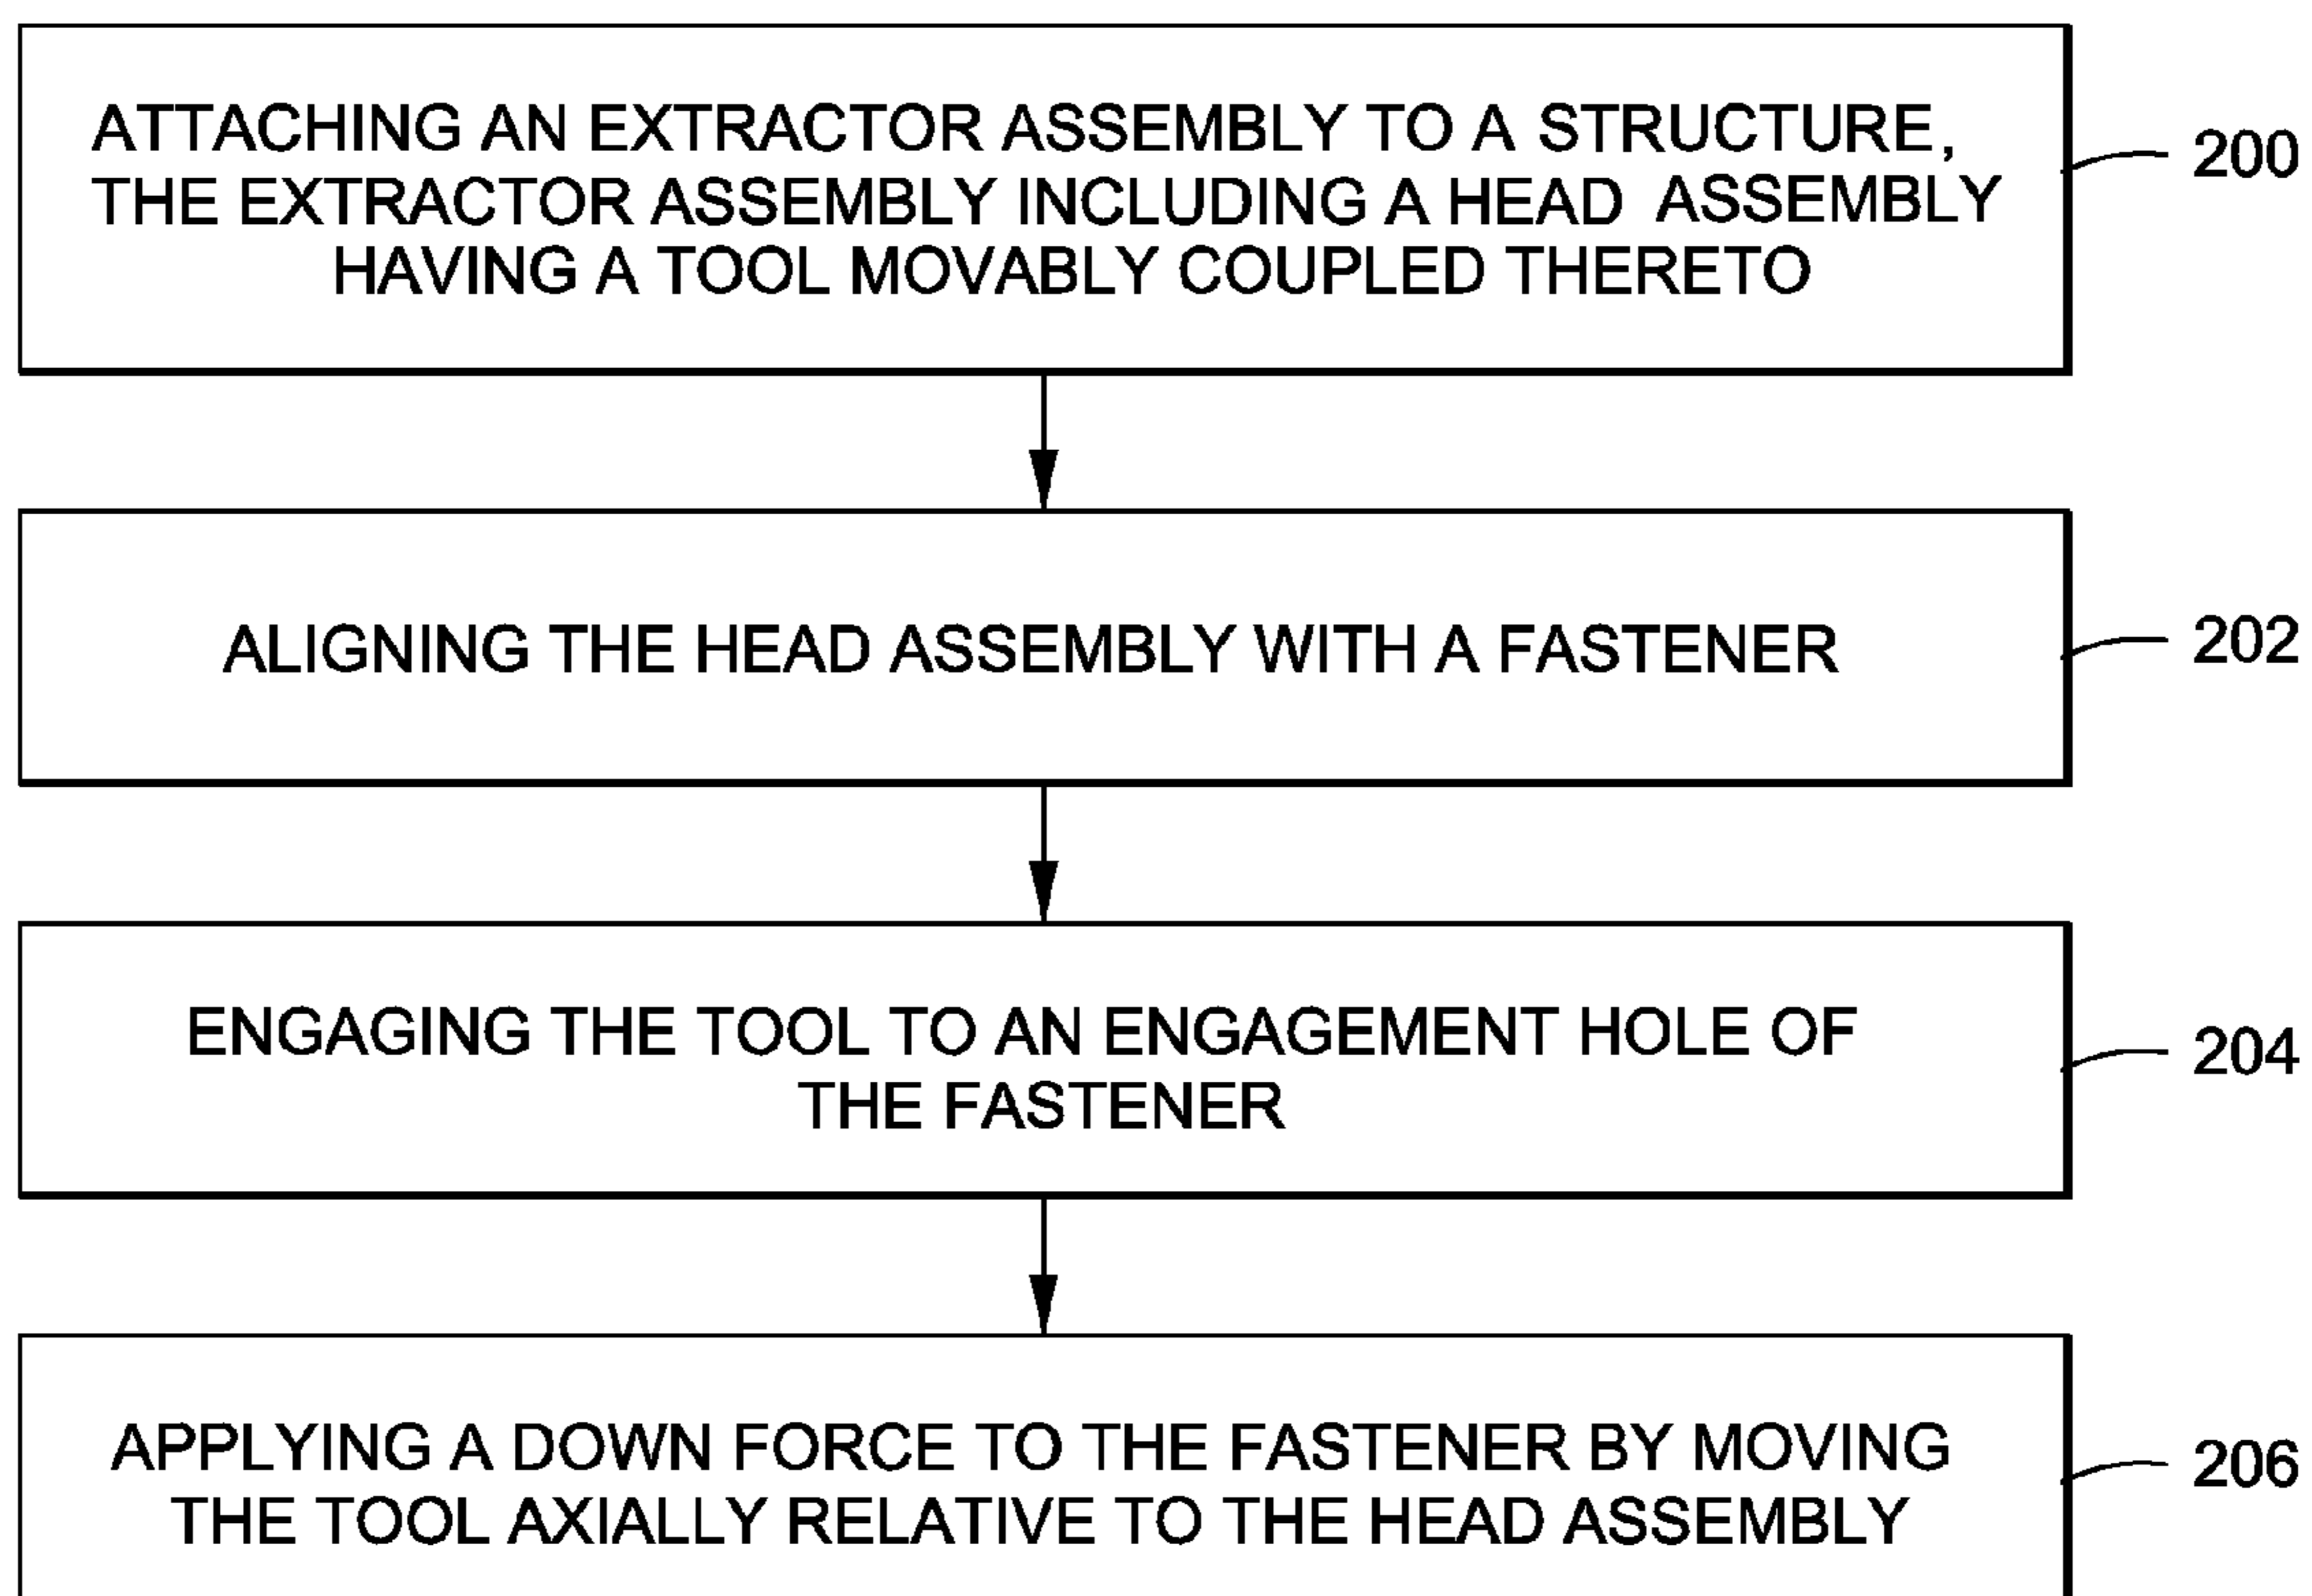 ATTACHING AN EXTRACTOR ASSEMBLY TO A STRUCTURE,
THE EXTRACTOR ASSEMBLY INCLUDING A HEAD ASSEMBLY
HAVING A TOOL MOVABLY COUPLED THERETO
200
ALIGNING THE HEAD ASSEMBLY WITH A FASTENER
202
ENGAGING THE TOOL TO AN ENGAGEMENT HOLE OF
THE FASTENER
204
APPLYING A DOWN FORCE TO THE FASTENER BY MOVING
THE TOOL AXIALLY RELATIVE TO THE HEAD ASSEMBLY
206